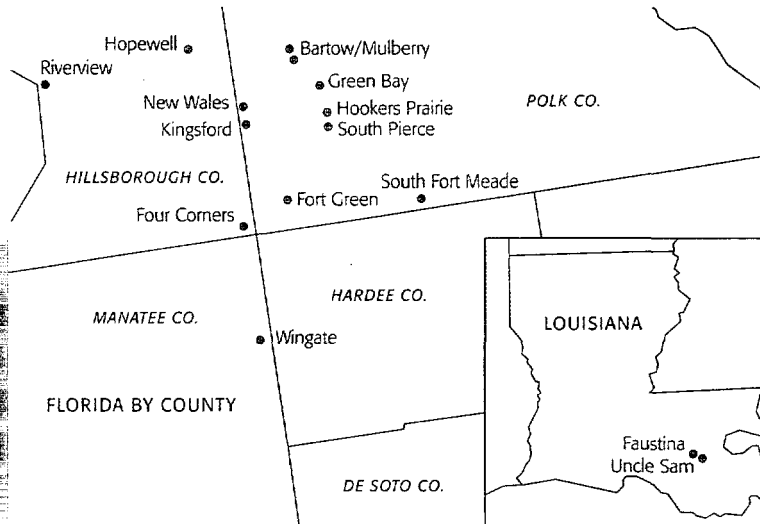 Hopewell
Bartow/Mulberry
Riverview
Green Bay
New Wales
Hookers Prairie
POLK CO.
Kingsford
South Pierce
HILLSBOROUGH CO.
South Fort Meade
Fort Green
Four Corners
HARDEE CO.
MANATEE CO.
LOUISIANA
Wingate
FLORIDA BY COUNTY
Faustina
Uncle Sam
DE SOTO CO.